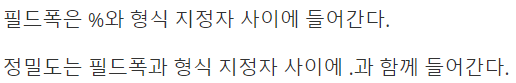 필드폭은 %와 형식 지정자 사이에 들어간다.
정밀도는 필드폭과 형식 지정자 사이에 .과 함께 들어간다.